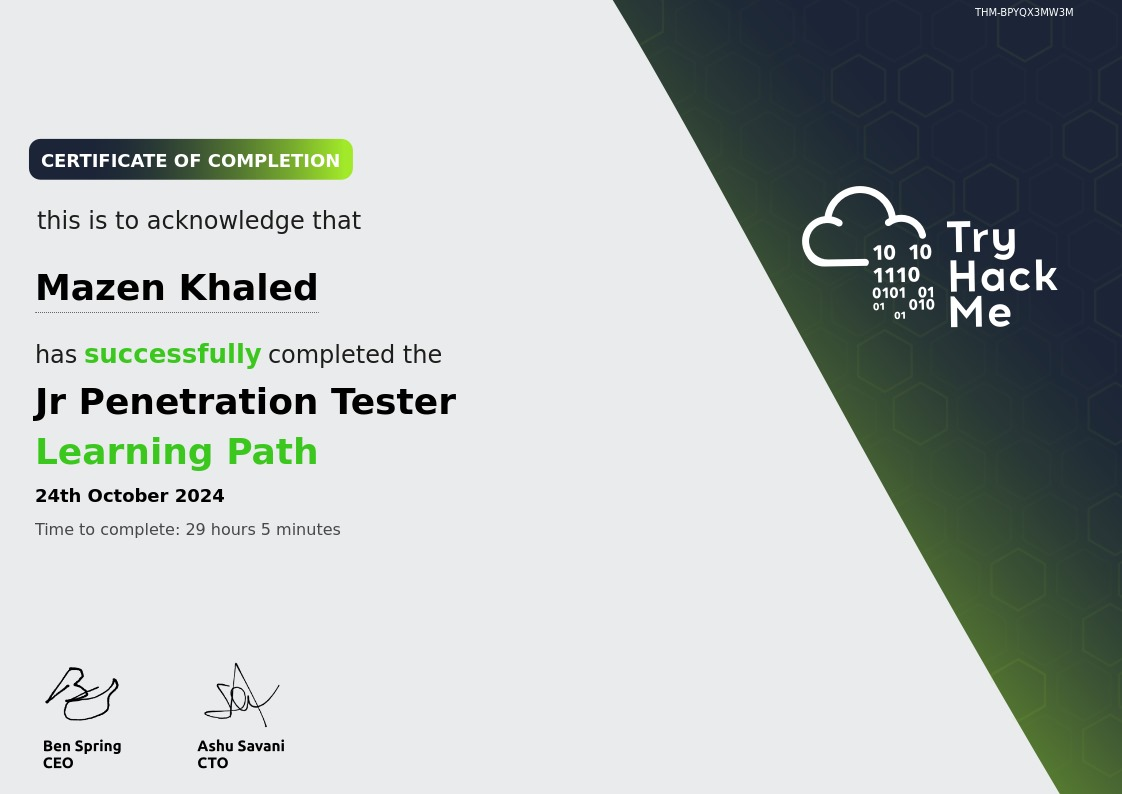 THM-BPYQX3MW3M
CERTIFICATE OF COMPLETION
this is to acknowledge that
Mazen Khaled
has successfully completed the
Jr Penetration Tester
Learning Path
24th October 2024
Time to complete: 29 hours 5 minutes
10 10
1110
0101 01
01 010
01
Try
Hack
Me
Ben Spring
CEO
Ashu Savani
CTO